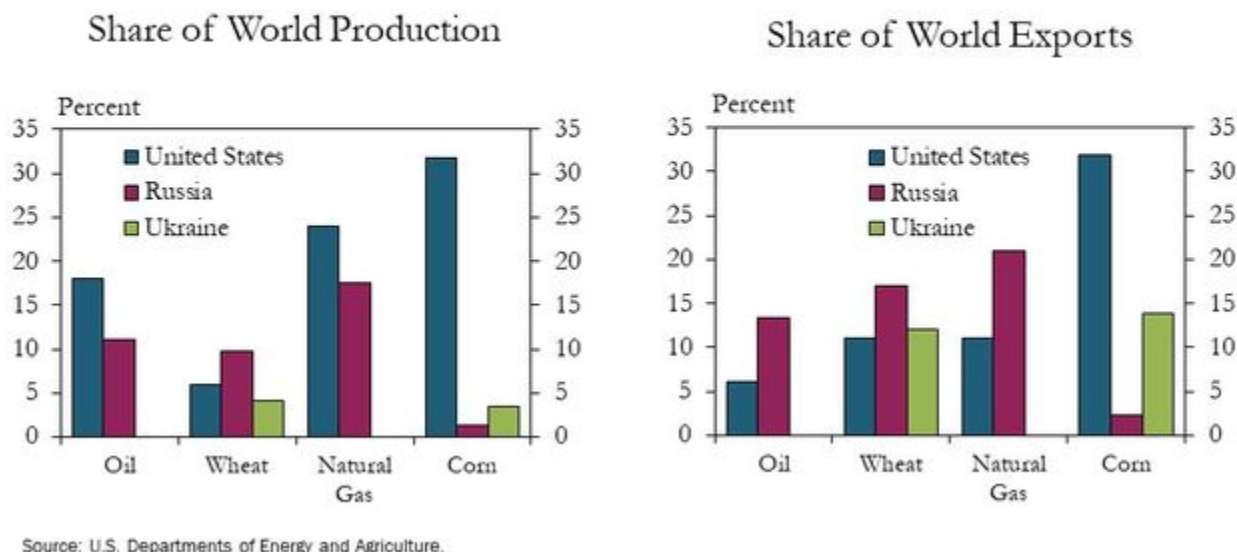 Share of World Production
Percent
35 35
30 30
25 25
20 20
15 15
10 10
5 5
0 0
United States
Russia
Ukraine
Oil Wheat Natural Gas Corn
Share of World Exports
Percent
35 35
30 30
25 25
20 20
15 15
10 10
5 5
0 0
United States
Russia
Ukraine
Oil Wheat Natural Gas Corn
Source: U.S. Departments of Energy and Agriculture.